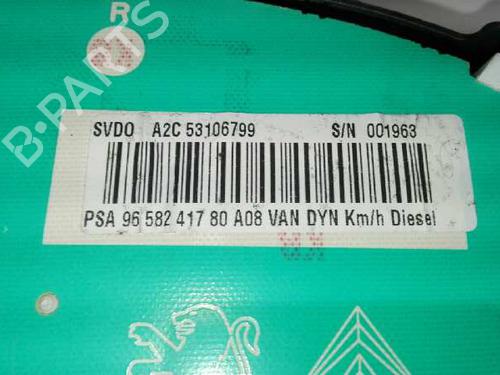 R
B-PARTS
SVDO A2C 53106799 S/N 001963
PSA 96 582 417 80 A08 VAN DYN Km/h Diesel